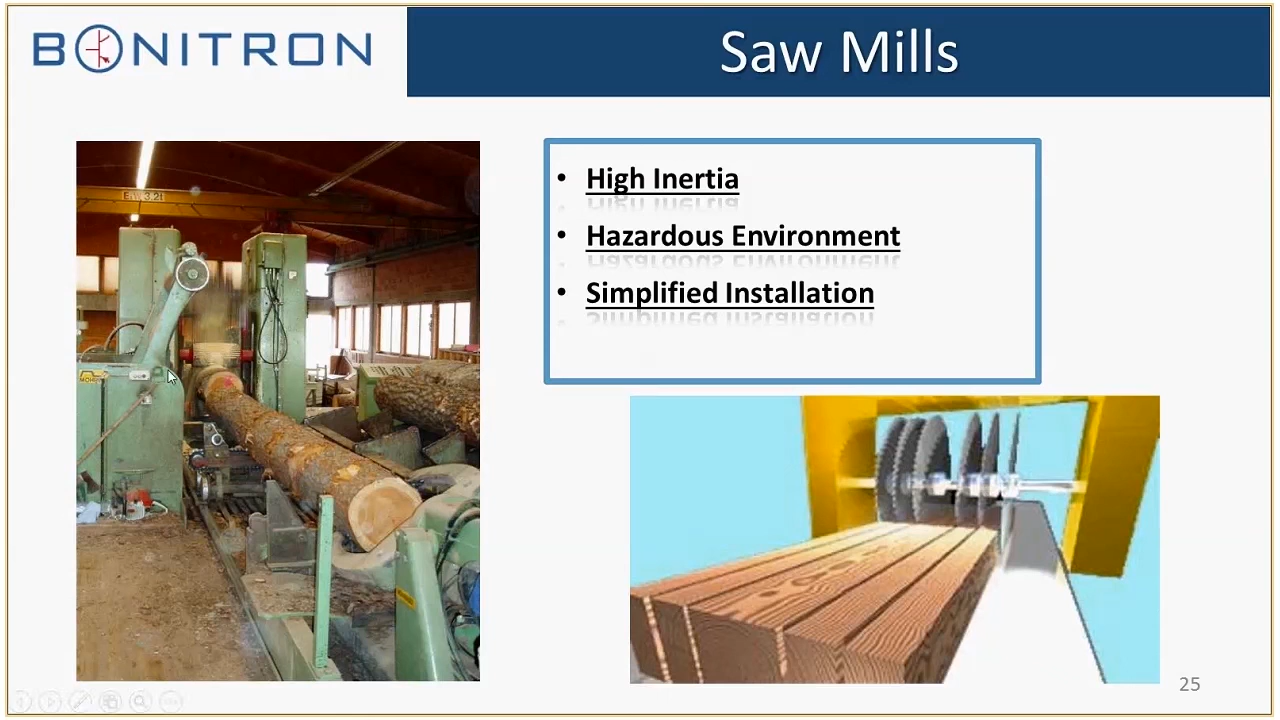 BONITRON
Saw Mills
• High Inertia
• Hazardous Environment
• Simplified Installation
25